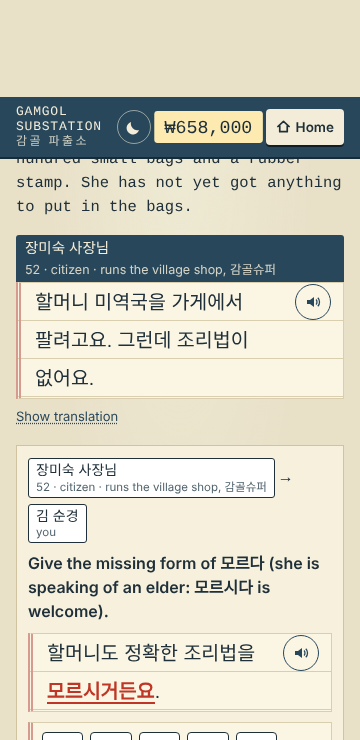 GAMGOL
SUBSTATION
감골 파출소
₩658,000
Home
hundred small bags and a rubber
stamp. She has not yet got anything
to put in the bags.
장미숙 사장님
52 · citizen · runs the village shop, 감골슈퍼
할머니 미역국을 가게에서
팔려고요. 그런데 조리법이
없어요.
Show translation
장미숙 사장님
52 · citizen · runs the village shop, 감골슈퍼
→
김 순경
you
Give the missing form of 모르다 (she is
speaking of an elder: 모르시다 is
welcome).
할머니도 정확한 조리법을
모르시거든요.